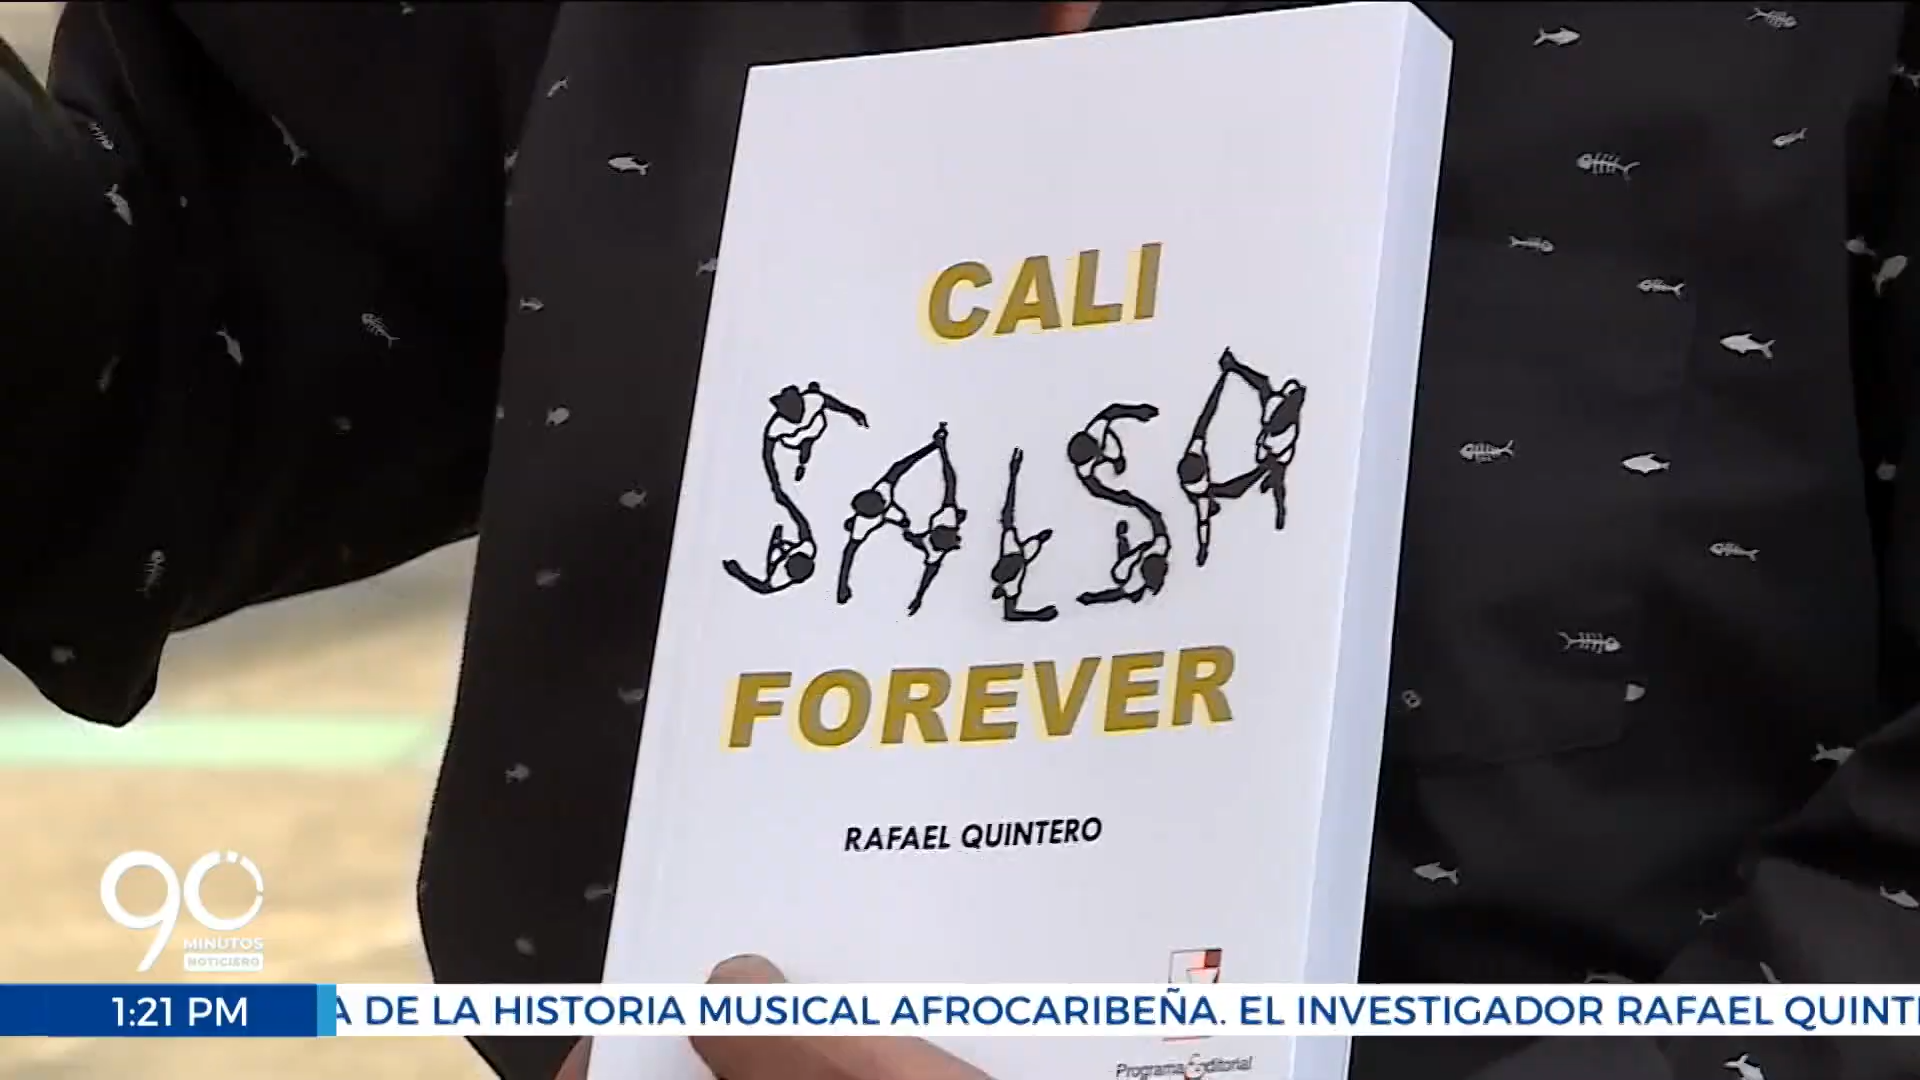 CALI
SALSA
FOREVER
RAFAEL QUINTERO
90
MINUTOS
NOTICIERO
1:21 PM
A DE LA HISTORIA MUSICAL AFROCARIBEÑA. EL INVESTIGADOR RAFAEL QUINT
Programa Editorial